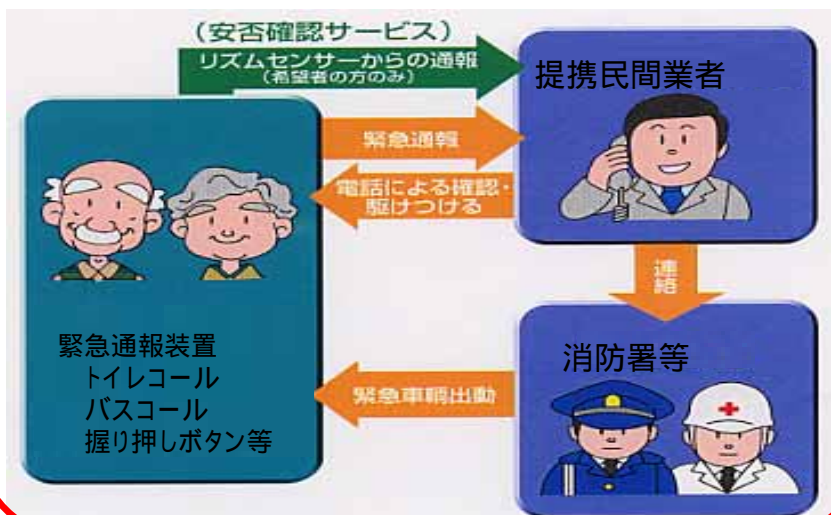 (安否確認サービス)
リズムセンサーからの通報
(希望者の方のみ)
提携民間業者
緊急通報
電話による確認・
駆けつける
連
絡
緊急通報装置
トイレコール
バスコール
握り押しボタン等
消防署等
緊急車輌出動